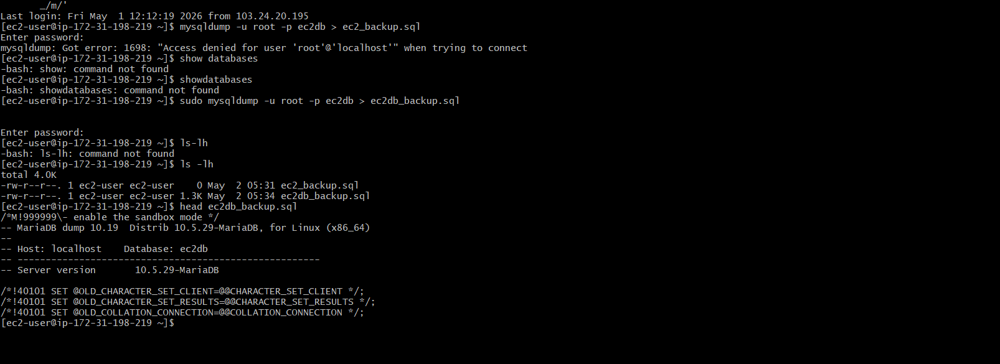 _/m/'
Last login: Fri May  1 12:12:19 2026 from 103.24.20.195
[ec2-user@ip-172-31-198-219 ~]$ mysqldump -u root -p ec2db > ec2_backup.sql
Enter password:
mysqldump: Got error: 1698: "Access denied for user 'root'@'localhost'" when trying to connect
[ec2-user@ip-172-31-198-219 ~]$ show databases
-bash: show: command not found
[ec2-user@ip-172-31-198-219 ~]$ showdatabases
-bash: showdatabases: command not found
[ec2-user@ip-172-31-198-219 ~]$ sudo mysqldump -u root -p ec2db > ec2db_backup.sql
Enter password:
[ec2-user@ip-172-31-198-219 ~]$ ls-lh
-bash: ls-lh: command not found
[ec2-user@ip-172-31-198-219 ~]$ ls -lh
total 4.0K
-rw-r--r--. 1 ec2-user ec2-user    0 May  2 05:31 ec2_backup.sql
-rw-r--r--. 1 ec2-user ec2-user 1.3K May  2 05:34 ec2db_backup.sql
[ec2-user@ip-172-31-198-219 ~]$ head ec2db_backup.sql
/*M!999999\- enable the sandbox mode */
-- MariaDB dump 10.19  Distrib 10.5.29-MariaDB, for Linux (x86_64)
--
-- Host: localhost    Database: ec2db
-- ------------------------------------------------------
-- Server version       10.5.29-MariaDB
/*!40101 SET @OLD_CHARACTER_SET_CLIENT=@@CHARACTER_SET_CLIENT */;
/*!40101 SET @OLD_CHARACTER_SET_RESULTS=@@CHARACTER_SET_RESULTS */;
/*!40101 SET @OLD_COLLATION_CONNECTION=@@COLLATION_CONNECTION */;
[ec2-user@ip-172-31-198-219 ~]$